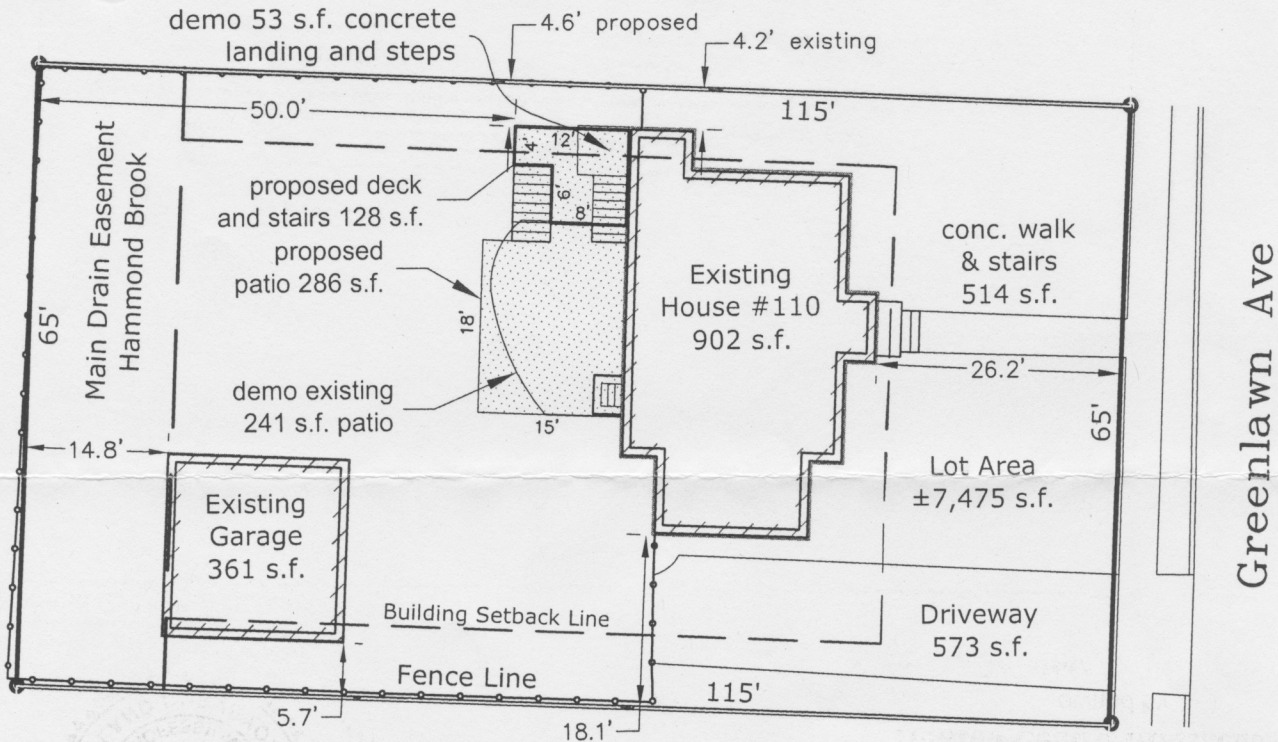 demo 53 s.f. concrete
landing and steps
4.6' proposed
4.2' existing
50.0'
115'
Main Drain Easement
Hammond Brook
65'
4'
12'
6'
8'
proposed deck
and stairs 128 s.f.
proposed
patio 286 s.f.
18'
demo existing
241 s.f. patio
15'
Existing
House #110
902 s.f.
conc. walk
& stairs
514 s.f.
26.2'
65'
Greenlawn Ave
14.8'
Existing
Garage
361 s.f.
Lot Area
±7,475 s.f.
Building Setback Line
Driveway
573 s.f.
Fence Line
115'
5.7'
18.1'